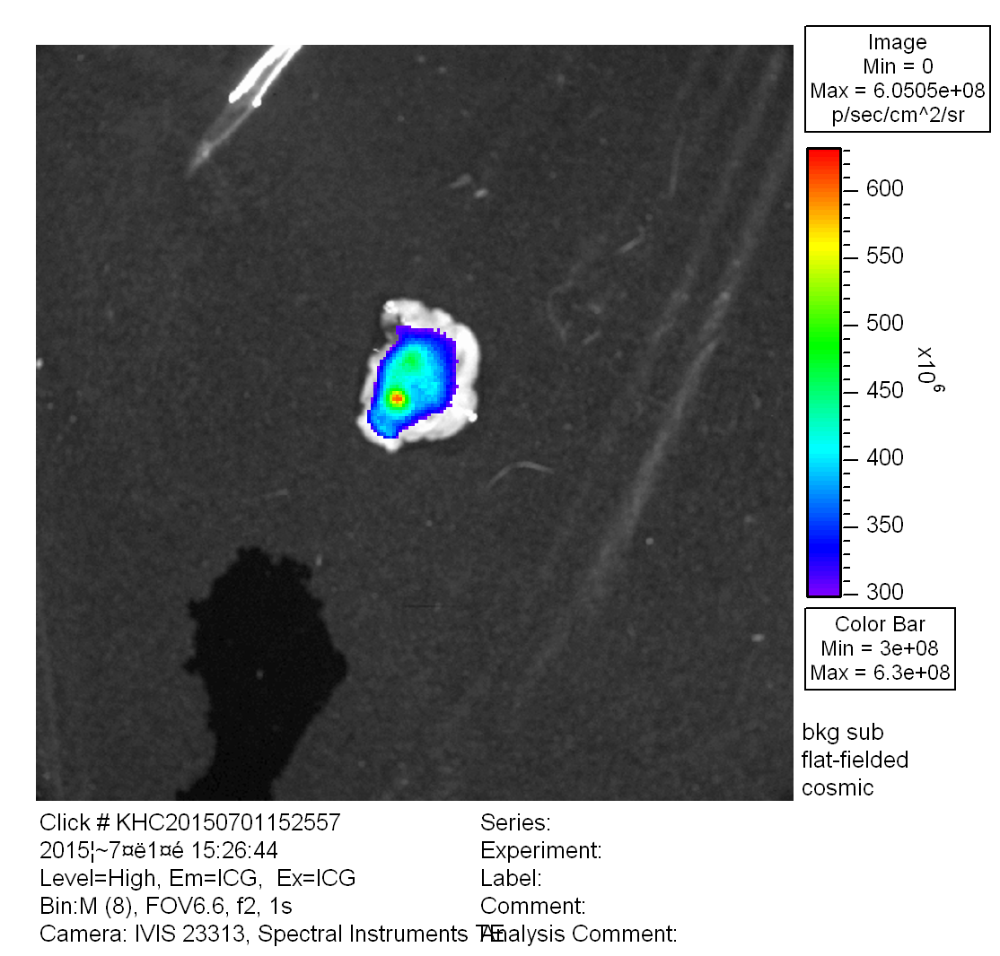 Image
Min = 0
Max = 6.0505e+08
p/sec/cm^2/sr
600
550
500
450
400
350
300
x10^6
Color Bar
Min = 3e+08
Max = 6.3e+08
bkg sub
flat-fielded
cosmic
Click # KHC20150701152557
2015¦~7¤ë1¤é 15:26:44
Level=High, Em=ICG,  Ex=ICG
Bin:M (8), FOV6.6, f2, 1s
Camera: IVIS 23313, Spectral Instruments TE
Series:
Experiment:
Label:
Comment:
Analysis Comment: